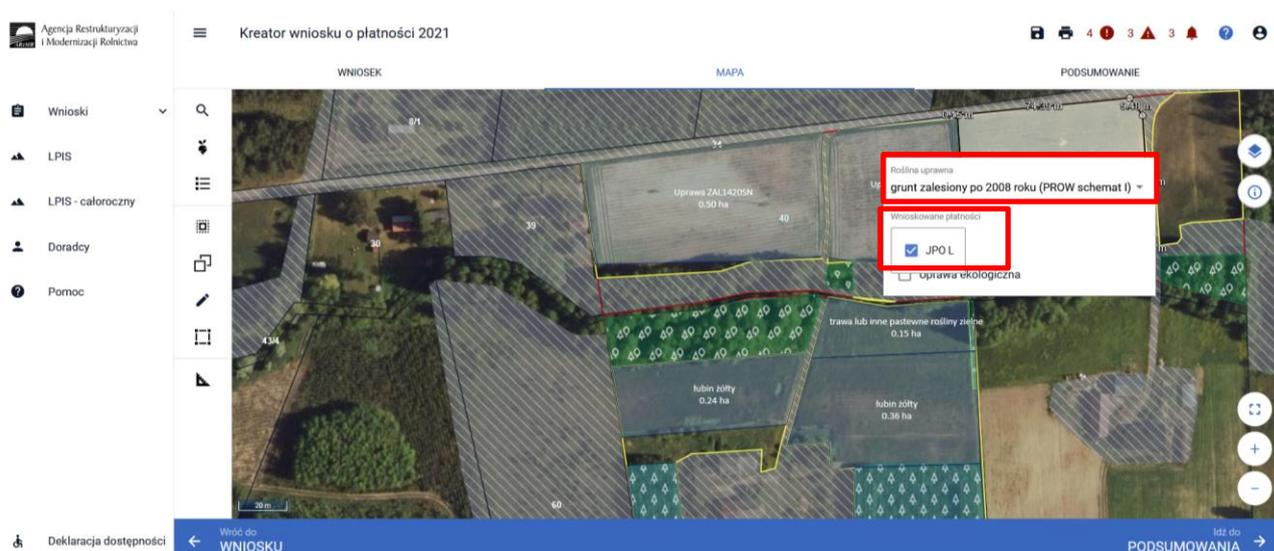 Agencja Restrukturyzacji
i Modernizacji Rolnictwa
Kreator wniosku o płatności 2021
4
3
3
WNIOSEK
MAPA
PODSUMOWANIE
Wnioski
LPIS
LPIS - całoroczny
Doradcy
Pomoc
Deklaracja dostępności
8/1
34
Uprawa ZAL1420SN
0.50 ha
40
39
30
43/4
60
Roślina uprawna
grunt zalesiony po 2008 roku (PROW schemat I)
Wnioskowane płatności
JPO L
Uprawa ekologiczna
trawa lub inne pastewne rośliny zielne
0.15 ha
łubin żółty
0.24 ha
łubin żółty
0.36 ha
20 m
Wróć do
WNIOSKU
Idź do
PODSUMOWANIA